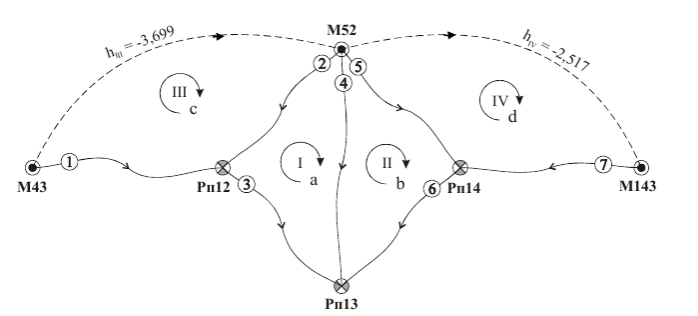 M52
h_III = -3,699
h_IV = -2,517
2
5
4
III
c
IV
d
1
I
a
II
b
7
M43
Рп12
3
6
Рп14
M143
Рп13